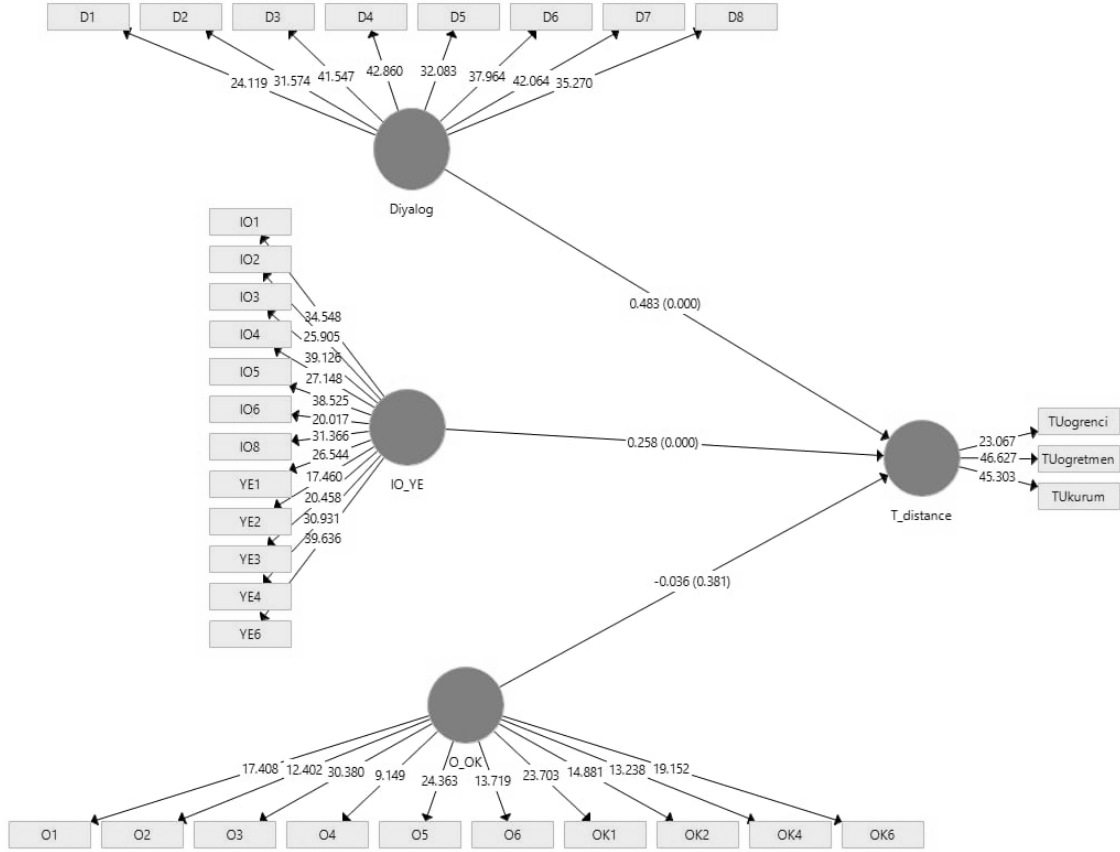 D1 D2 D3 D4 D5 D6 D7 D8
24.119 31.574 41.547 42.860 32.083 37.964 42.064 35.270
Diyalog
IO1
IO2
IO3
IO4
IO5
IO6
IO8
YE1
YE2
YE3
YE4
YE6
34.548
25.905
39.126
27.148
38.525
20.017
31.366
26.544
17.460
20.458
30.931
39.636
IO_YE
0.483 (0.000)
0.258 (0.000)
-0.036 (0.381)
T_distance
23.067
46.627
45.303
TUogrenci
TUogretmen
TUkurum
O_OK
17.408 12.402 30.380 9.149 24.363 13.719 23.703 14.881 13.238 19.152
O1 O2 O3 O4 O5 O6 OK1 OK2 OK4 OK6